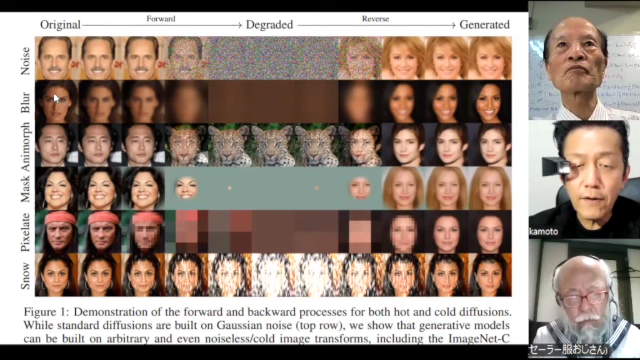 Original
Forward
Degraded
Reverse
Generated
Noise
Blur
Animorph
Mask
Pixelate
Snow
Figure 1: Demonstration of the forward and backward processes for both hot and cold diffusions.
While standard diffusions are built on Gaussian noise (top row), we show that generative models
can be built on arbitrary and even noiseless/cold image transforms, including the ImageNet-C
kamoto
セーラー服おじさん)